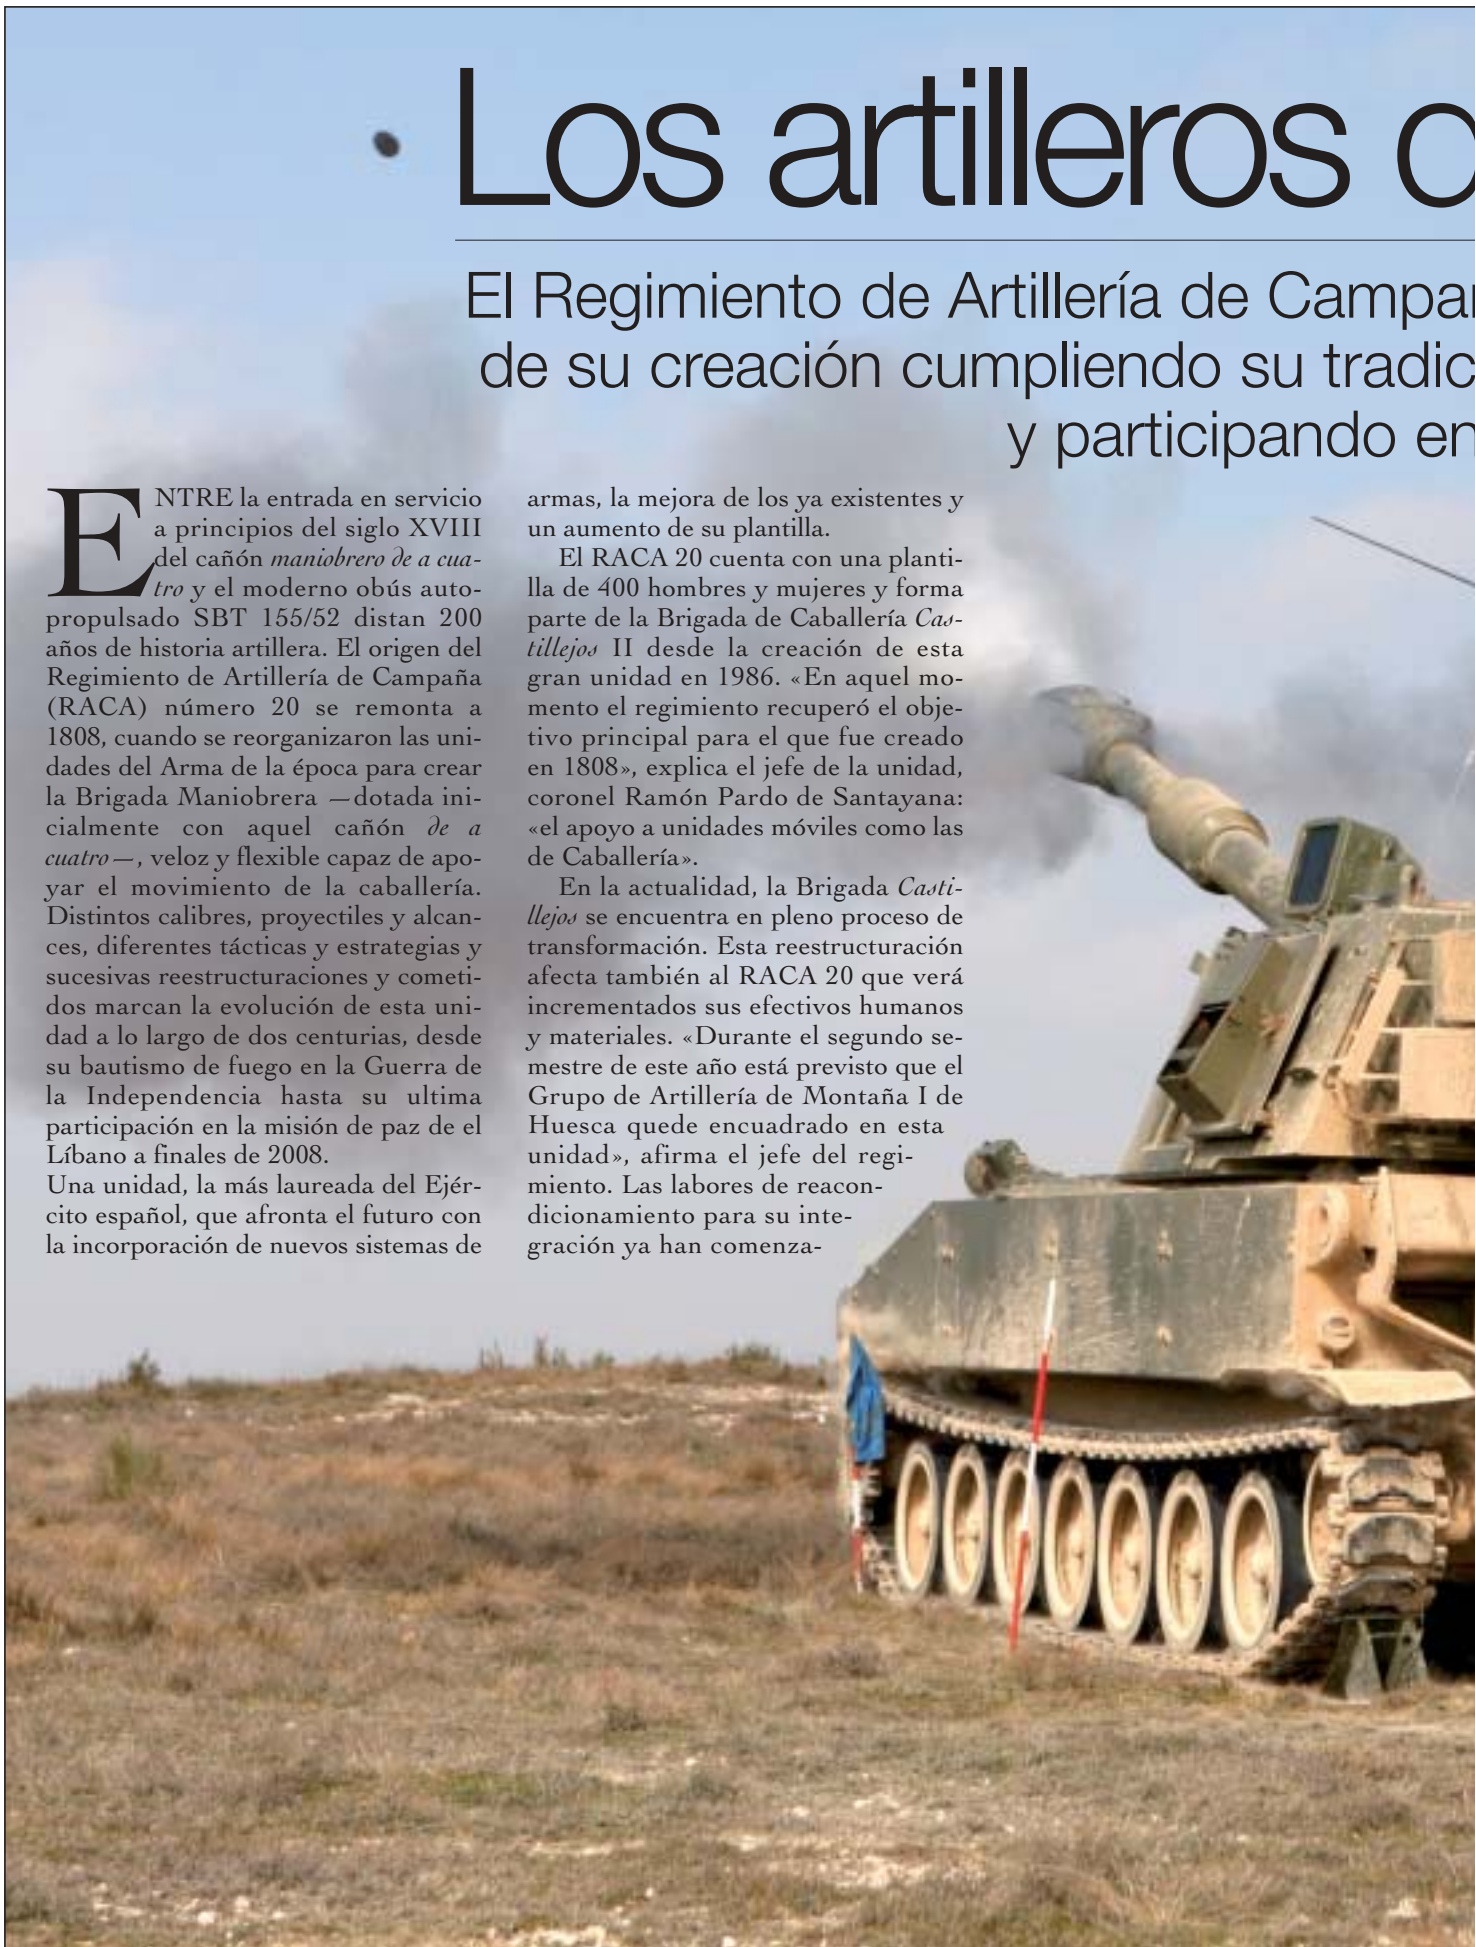 Los artilleros
El Regimiento de Artillería de
de su creación cumpliendo su
y participando en
ENTRE la entrada en servicio
a principios del siglo XVIII
del cañón maniobrero de a cua-
tro y el moderno obús auto-
propulsado SBT 155/52 distan 200
años de historia artillera. El origen del
Regimiento de Artillería de Campaña
(RACA) número 20 se remonta a
1808, cuando se reorganizaron las uni-
dades del Arma de la época para crear
la Brigada Maniobrera —dotada ini-
cialmente con aquel cañón de a
cuatro—, veloz y flexible capaz de apo-
yar el movimiento de la caballería.
Distintos calibres, proyectiles y alcan-
ces, diferentes tácticas y estrategias y
sucesivas reestructuraciones y cometi-
dos marcan la evolución de esta uni-
dad a lo largo de dos centurias, desde
su bautismo de fuego en la Guerra de
la Independencia hasta su ultima
participación en la misión de paz de el
Líbano a finales de 2008.
Una unidad, la más laureada del Ejér-
cito español, que afronta el futuro con
la incorporación de nuevos sistemas de
armas, la mejora de los ya existentes y
un aumento de su plantilla.
El RACA 20 cuenta con una planti-
lla de 400 hombres y mujeres y forma
parte de la Brigada de Caballería Cas-
tillejos II desde la creación de esta
gran unidad en 1986. «En aquel mo-
mento el regimiento recuperó el obje-
tivo principal para el que fue creado
en 1808», explica el jefe de la unidad,
coronel Ramón Pardo de Santayana:
«el apoyo a unidades móviles como las
de Caballería».
En la actualidad, la Brigada Casti-
llejos se encuentra en pleno proceso de
transformación. Esta reestructuración
afecta también al RACA 20 que verá
incrementados sus efectivos humanos
y materiales. «Durante el segundo se-
mestre de este año está previsto que el
Grupo de Artillería de Montaña I de
Huesca quede encuadrado en esta
unidad», afirma el jefe del regi-
miento. Las labores de reacon-
dicionamiento para su inte-
gración ya han comenza-